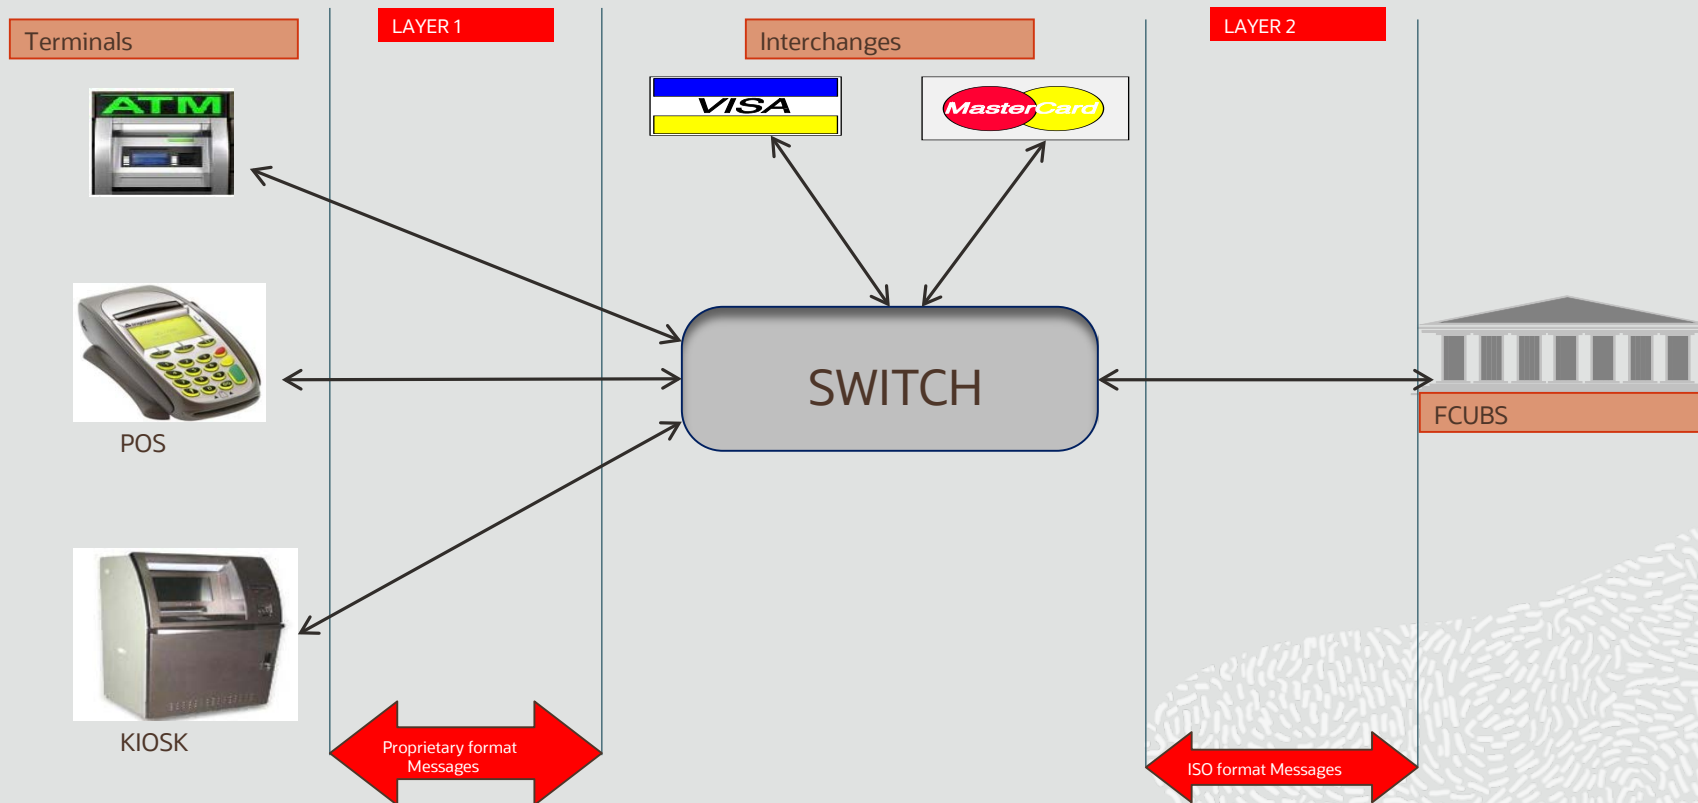 Terminals
LAYER 1
Interchanges
LAYER 2
ATM
VISA
MasterCard
SWITCH
FCUBS
POS
KIOSK
Proprietary format
Messages
ISO format Messages